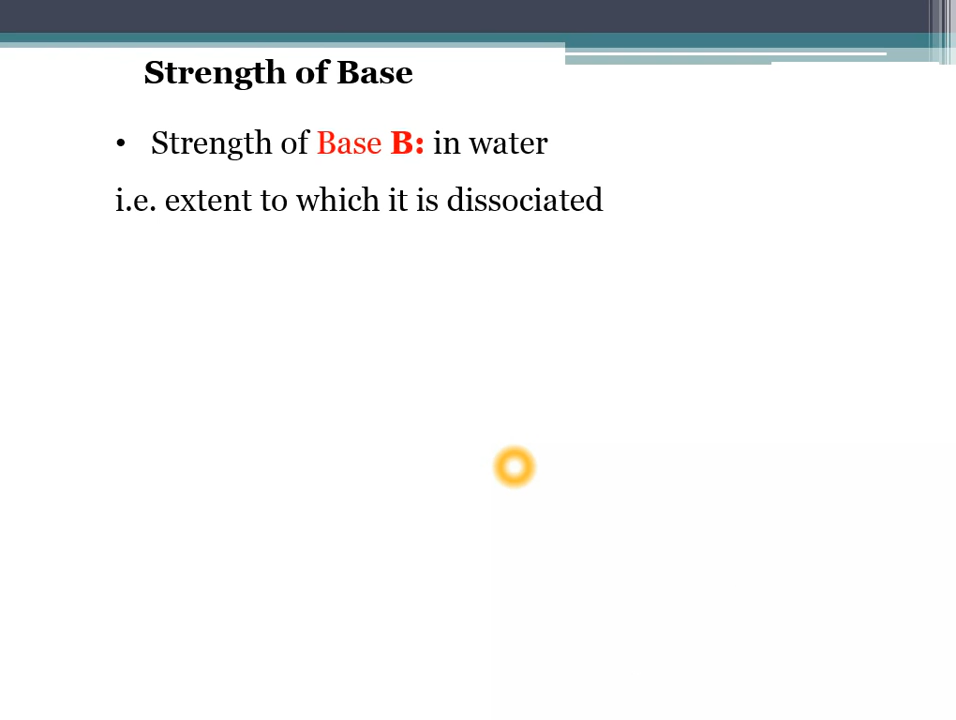 Strength of Base
• Strength of Base B: in water
i.e. extent to which it is dissociated